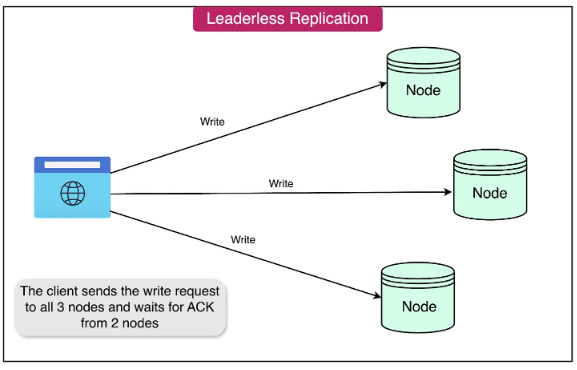 Leaderless Replication
Node
Write
Write
Node
Write
Node
The client sends the write request
to all 3 nodes and waits for ACK
from 2 nodes